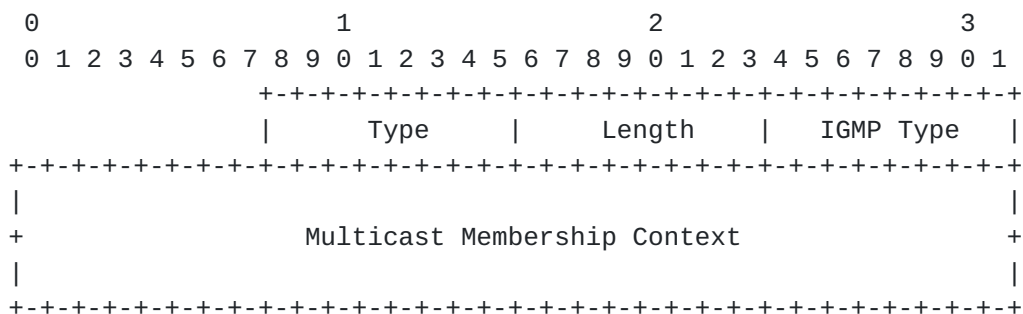 0                   1                   2                   3
 0 1 2 3 4 5 6 7 8 9 0 1 2 3 4 5 6 7 8 9 0 1 2 3 4 5 6 7 8 9 0 1
                +-+-+-+-+-+-+-+-+-+-+-+-+-+-+-+-+-+-+-+-+-+-+-+-+
                |      Type     |     Length    |   IGMP Type   |
+-+-+-+-+-+-+-+-+-+-+-+-+-+-+-+-+-+-+-+-+-+-+-+-+-+-+-+-+-+-+-+-+
|                                                               |
+                  Multicast Membership Context                 +
|                                                               |
+-+-+-+-+-+-+-+-+-+-+-+-+-+-+-+-+-+-+-+-+-+-+-+-+-+-+-+-+-+-+-+-+